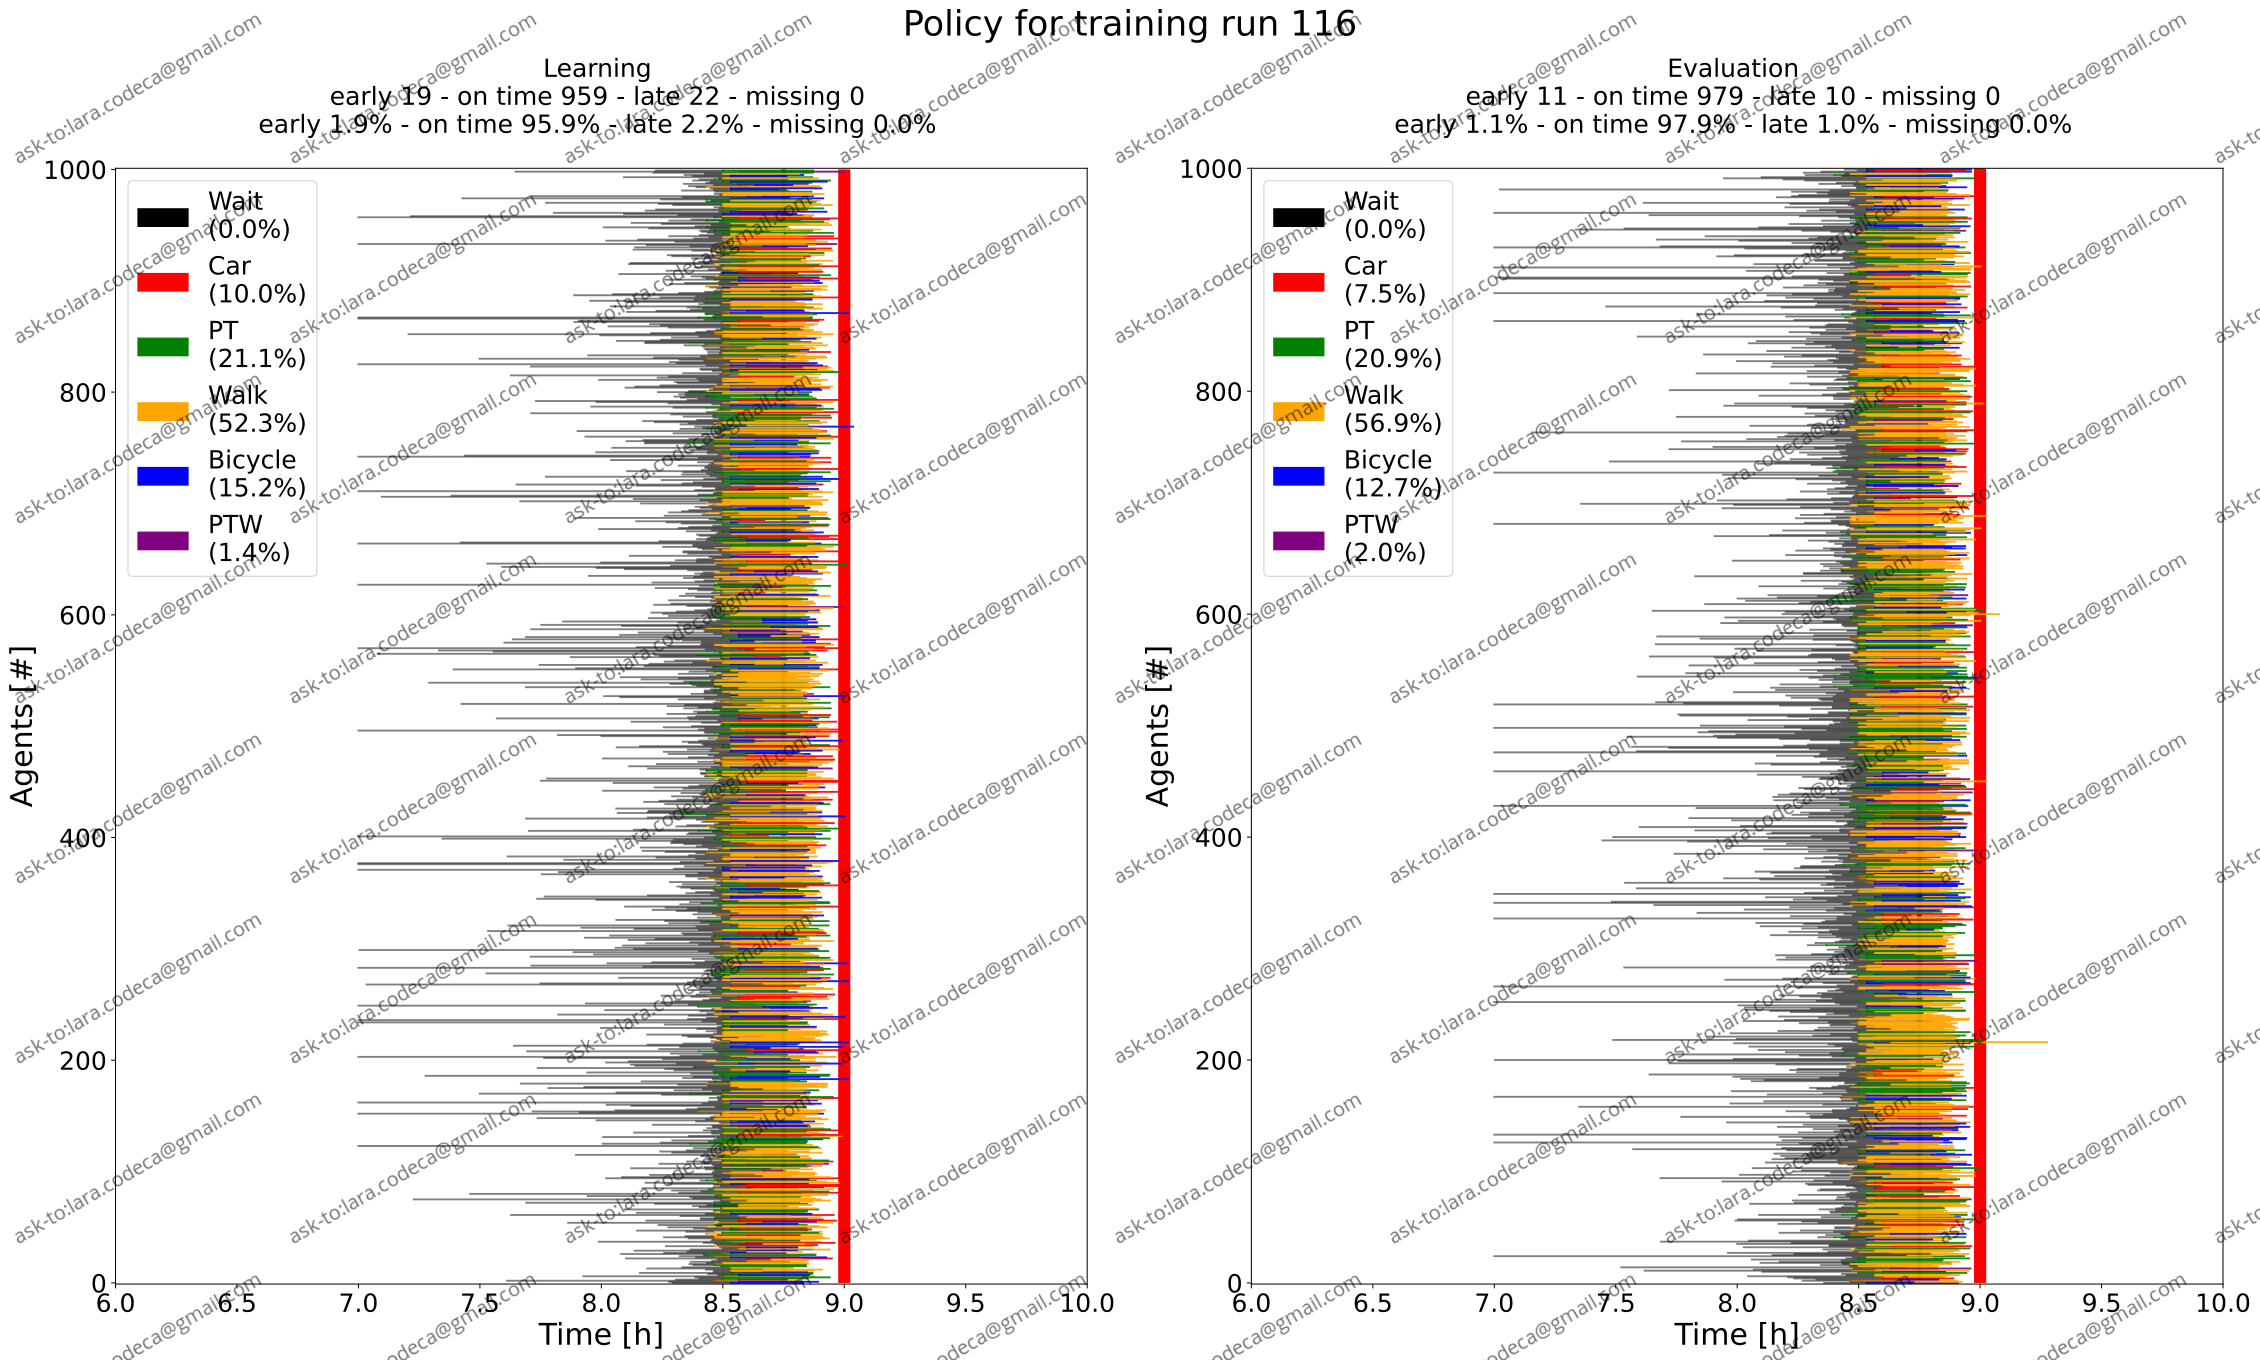 Policy for training run 116
Learning
early 19 - on time 959 - late 22 - missing 0
early 1.9% - on time 95.9% - late 2.2% - missing 0.0%
1000
800
600
400
200
0
Agents [#]
Wait
(0.0%)
Car
(10.0%)
PT
(21.1%)
Walk
(52.3%)
Bicycle
(15.2%)
PTW
(1.4%)
6.0 6.5 7.0 7.5 8.0 8.5 9.0 9.5 10.0
Time [h]
Evaluation
early 11 - on time 979 - late 10 - missing 0
early 1.1% - on time 97.9% - late 1.0% - missing 0.0%
1000
800
600
400
200
0
Agents [#]
Wait
(0.0%)
Car
(7.5%)
PT
(20.9%)
Walk
(56.9%)
Bicycle
(12.7%)
PTW
(2.0%)
6.0 6.5 7.0 7.5 8.0 8.5 9.0 9.5 10.0
Time [h]
ask-to:lara.codeca@gmail.com